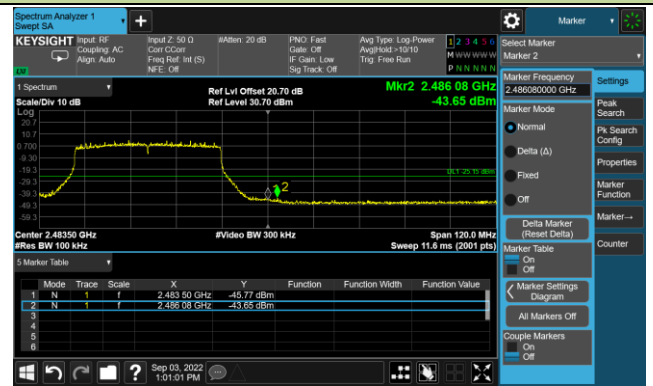 Spectrum Analyzer 1
Swept SA
Marker
KEYSIGHT
Input: RF
Coupling: AC
Align: Auto
Input Z: 50 Ω
Corr CCorr
Freq Ref: Int (S)
NFE: Off
#Atten: 20 dB
PNO: Fast
Gate: Off
IF Gain: Low
Sig Track: Off
Avg Type: Log-Power
Avg|Hold:>10/10
Trig: Free Run
1 2 3 4 5 6
M W W W W W
P N N N N N
Select Marker
Marker 2
1 Spectrum
Scale/Div 10 dB
Log
Ref Lvl Offset 20.70 dB
Ref Level 30.70 dBm
Mkr2 2.486 08 GHz
-43.65 dBm
20.7
10.7
0.700
-9.30
-19.3
-29.3
-39.3
-49.3
-59.3
DL1 -25.15 dBm
2
Center 2.48350 GHz
#Res BW 100 kHz
#Video BW 300 kHz
Span 120.0 MHz
Sweep 11.6 ms (2001 pts)
5 Marker Table
Mode Trace Scale X Y Function Function Width Function Value
1 N 1 f 2.483 50 GHz -45.77 dBm
2 N 1 f 2.486 08 GHz -43.65 dBm
3
4
5
6
Marker Frequency
2.486080000 GHz
Marker Mode
Normal
Delta (Δ)
Fixed
Off
Delta Marker
(Reset Delta)
Marker Table
On
Off
Marker Settings
Diagram
All Markers Off
Couple Markers
On
Off
Settings
Peak
Search
Pk Search
Config
Properties
Marker
Function
Marker→
Counter
?
Sep 03, 2022
1:01:01 PM